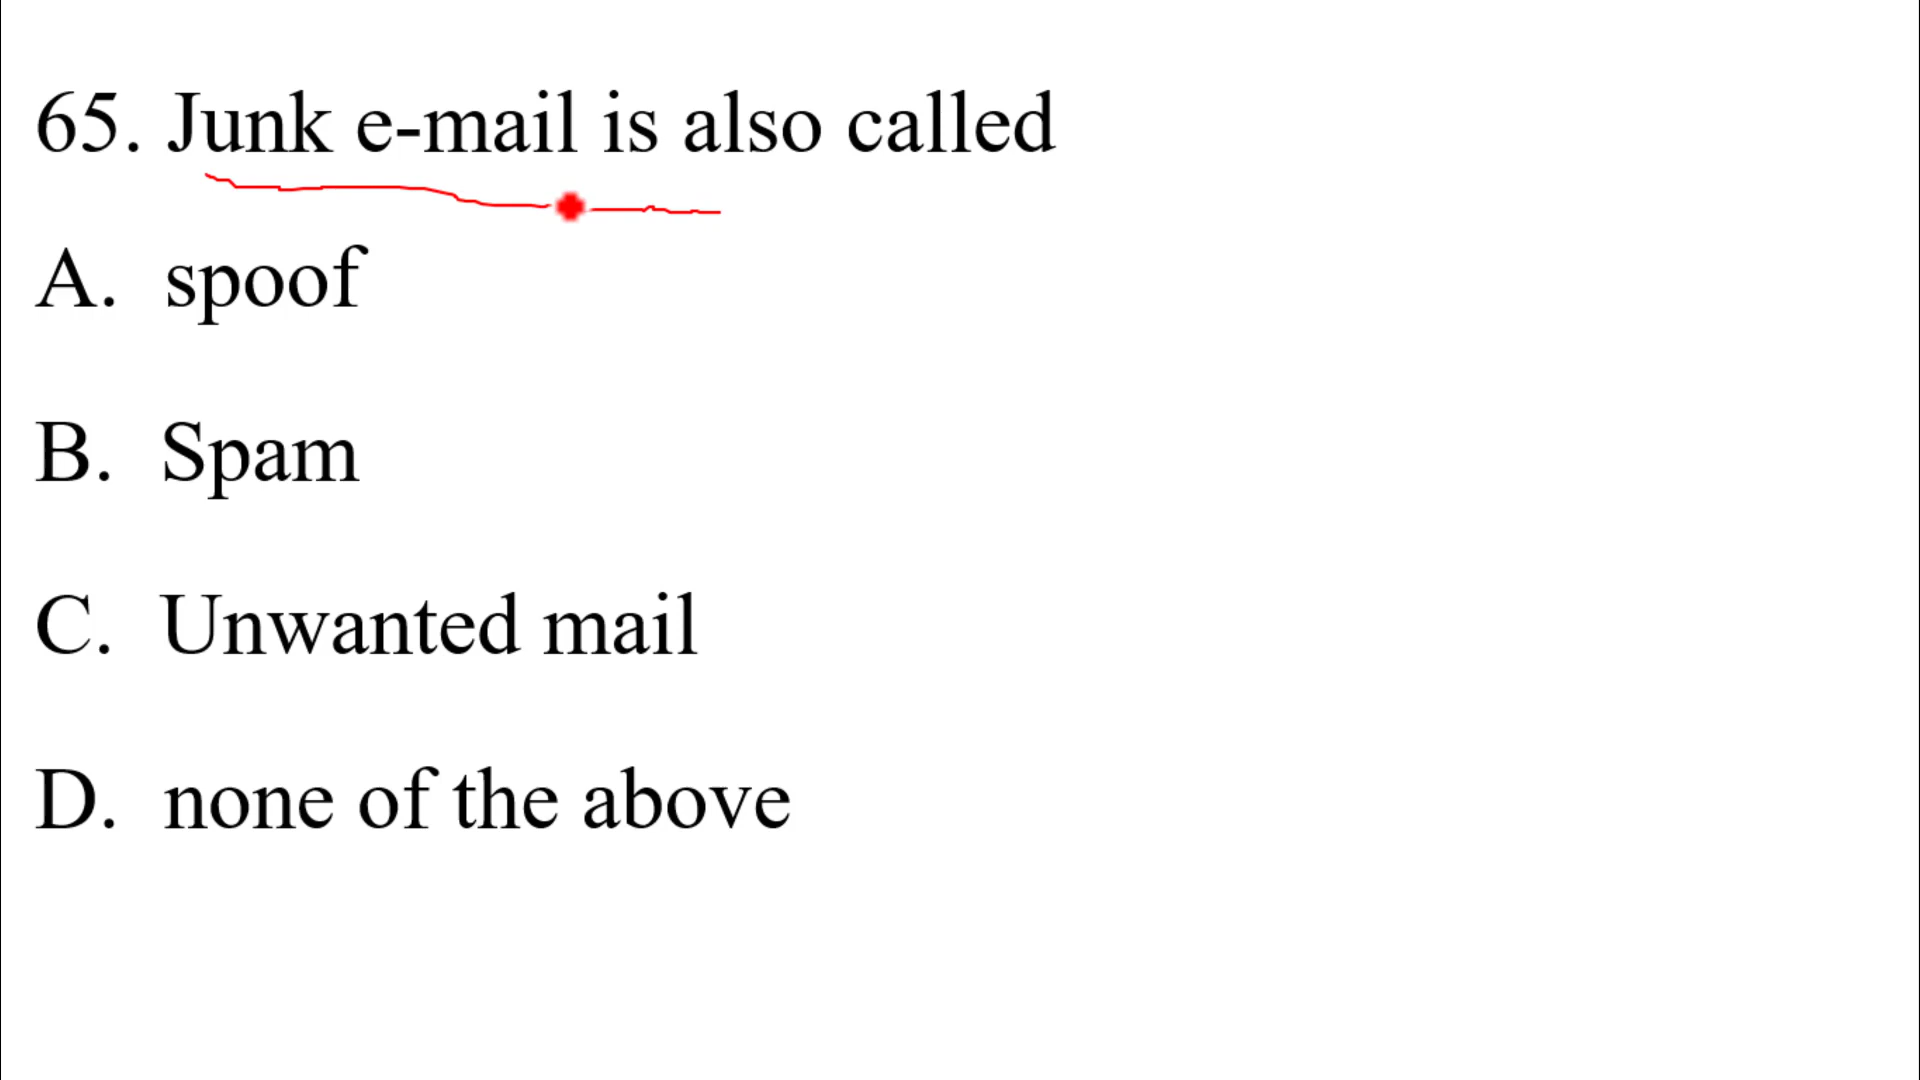 65. Junk e-mail is also called
A. spoof
B. Spam
C. Unwanted mail
D. none of the above